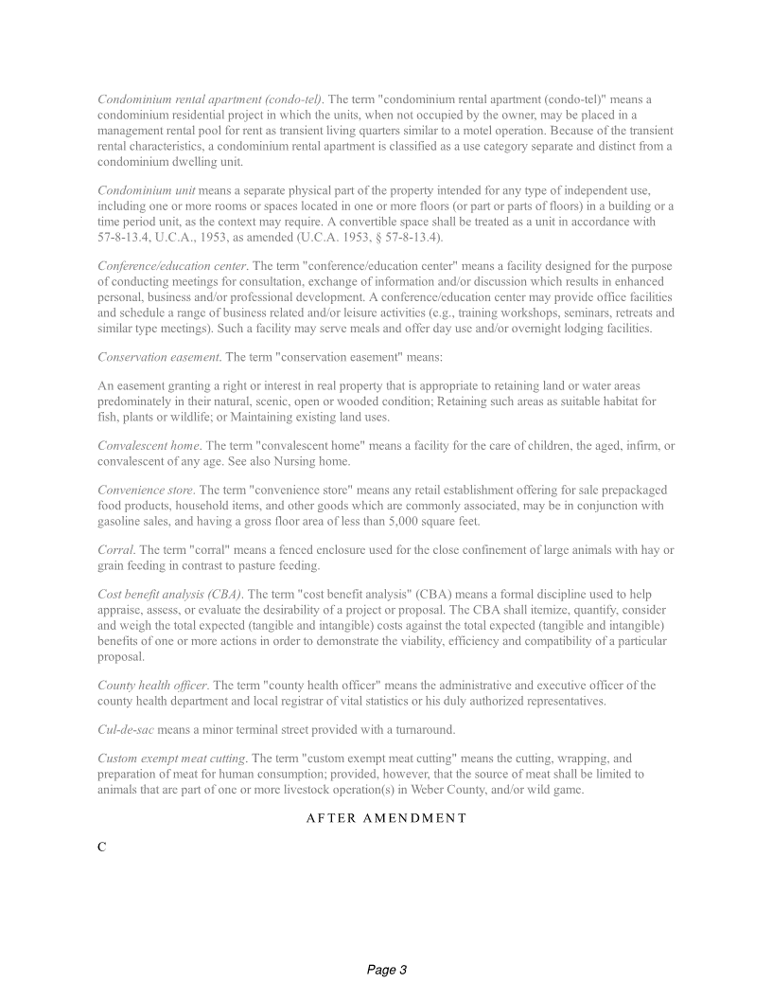 Condominium rental apartment (condo-tel). The term "condominium rental apartment (condo-tel)" means a
condominium residential project in which the units, when not occupied by the owner, may be placed in a
management rental pool for rent as transient living quarters similar to a motel operation. Because of the transient
rental characteristics, a condominium rental apartment is classified as a use category separate and distinct from a
condominium dwelling unit.
Condominium unit means a separate physical part of the property intended for any type of independent use,
including one or more rooms or spaces located in one or more floors (or part or parts of floors) in a building or a
time period unit, as the context may require. A convertible space shall be treated as a unit in accordance with
57-8-13.4, U.C.A., 1953, as amended (U.C.A. 1953, § 57-8-13.4).
Conference/education center. The term "conference/education center" means a facility designed for the purpose
of conducting meetings for consultation, exchange of information and/or discussion which results in enhanced
personal, business and/or professional development. A conference/education center may provide office facilities
and schedule a range of business related and/or leisure activities (e.g., training workshops, seminars, retreats and
similar type meetings). Such a facility may serve meals and offer day use and/or overnight lodging facilities.
Conservation easement. The term "conservation easement" means:
An easement granting a right or interest in real property that is appropriate to retaining land or water areas
predominately in their natural, scenic, open or wooded condition; Retaining such areas as suitable habitat for
fish, plants or wildlife; or Maintaining existing land uses.
Convalescent home. The term "convalescent home" means a facility for the care of children, the aged, infirm, or
convalescent of any age. See also Nursing home.
Convenience store. The term "convenience store" means any retail establishment offering for sale prepackaged
food products, household items, and other goods which are commonly associated, may be in conjunction with
gasoline sales, and having a gross floor area of less than 5,000 square feet.
Corral. The term "corral" means a fenced enclosure used for the close confinement of large animals with hay or
grain feeding in contrast to pasture feeding.
Cost benefit analysis (CBA). The term "cost benefit analysis" (CBA) means a formal discipline used to help
appraise, assess, or evaluate the desirability of a project or proposal. The CBA shall itemize, quantify, consider
and weigh the total expected (tangible and intangible) costs against the total expected (tangible and intangible)
benefits of one or more actions in order to demonstrate the viability, efficiency and compatibility of a particular
proposal.
County health officer. The term "county health officer" means the administrative and executive officer of the
county health department and local registrar of vital statistics or his duly authorized representatives.
Cul-de-sac means a minor terminal street provided with a turnaround.
Custom exempt meat cutting. The term "custom exempt meat cutting" means the cutting, wrapping, and
preparation of meat for human consumption; provided, however, that the source of meat shall be limited to
animals that are part of one or more livestock operation(s) in Weber County, and/or wild game.
AFTER AMENDMENT
C
Page 3